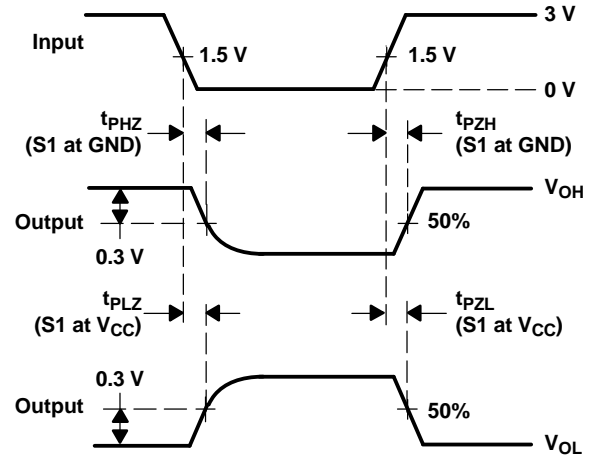 3 V
Input
1.5 V
1.5 V
0 V
tPHZ
(S1 at GND)
tPZH
(S1 at GND)
VOH
Output
50%
0.3 V
tPLZ
(S1 at VCC)
tPZL
(S1 at VCC)
0.3 V
Output
50%
VOL